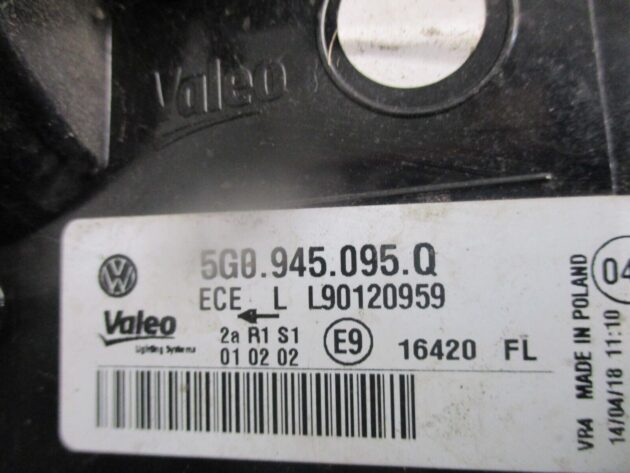 Valeo
5G0.945.095.Q
ECE L L90120959
Valeo
Lighting Systems
2a R1 S1
01 02 02
E9
16420 FL
VR4 MADE IN POLAND
14/04/18 11:10
04